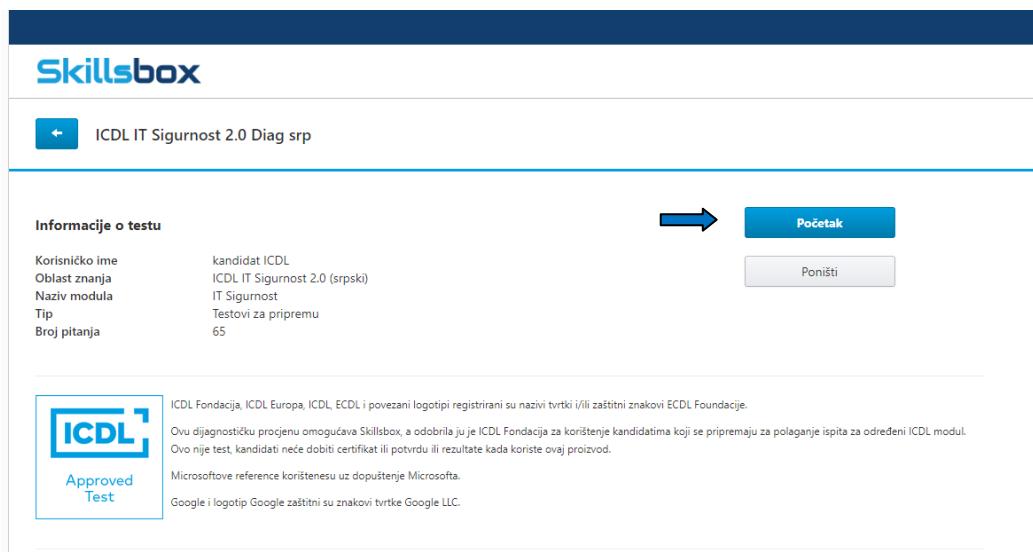 Skillsbox
ICDL IT Sigurnost 2.0 Diag srp
Informacije o testu
Početak
Korisničko ime kandidat ICDL
Poništi
Oblast znanja ICDL IT Sigurnost 2.0 (srpski)
Naziv modula IT Sigurnost
Tip Testovi za pripremu
Broj pitanja 65
ICDL
Approved
Test
ICDL Fondacija, ICDL Europa, ICDL, ECDL i povezani logotipi registrirani su nazivi tvrtki i/ili zaštitni znakovi ECDL Foundacije.
Ovu dijagnostičku procjenu omogućava Skillsbox, a odobrila ju je ICDL Fondacija za korištenje kandidatima koji se pripremaju za polaganje ispita za određeni ICDL modul.
Ovo nije test, kandidati neće dobiti certifikat ili potvrdu ili rezultate kada koriste ovaj proizvod.
Microsoftove reference korištenesu uz dopuštenje Microsofta.
Google i logotip Google zaštitni su znakovi tvrtke Google LLC.